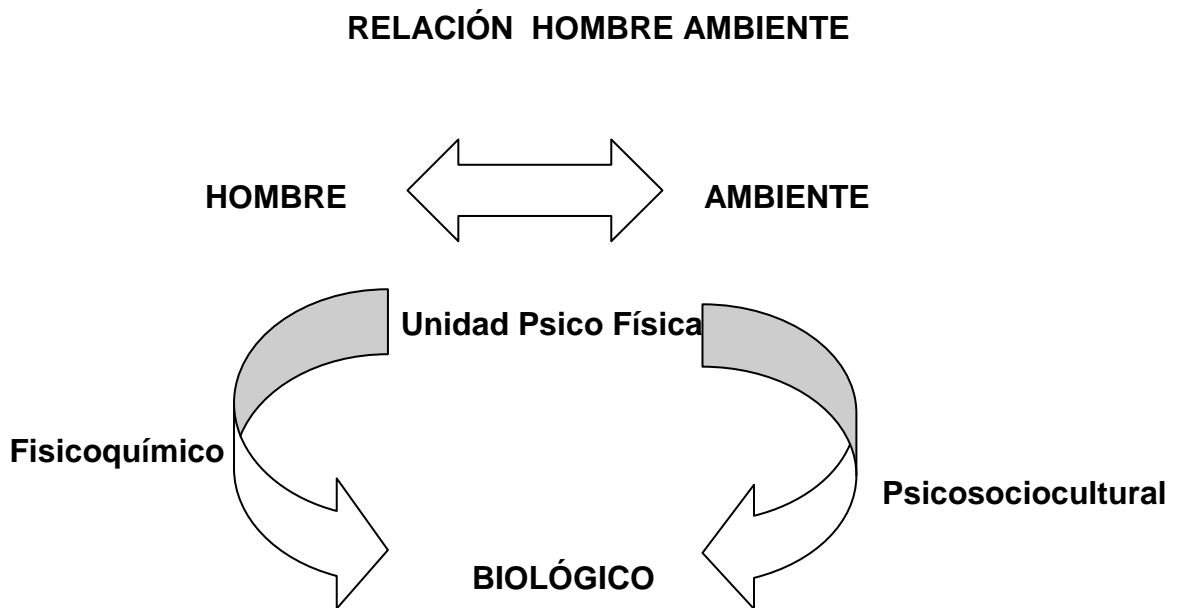 RELACIÓN HOMBRE AMBIENTE
HOMBRE AMBIENTE
Unidad Psico Física
Fisicoquímico
Psicosociocultural
BIOLÓGICO